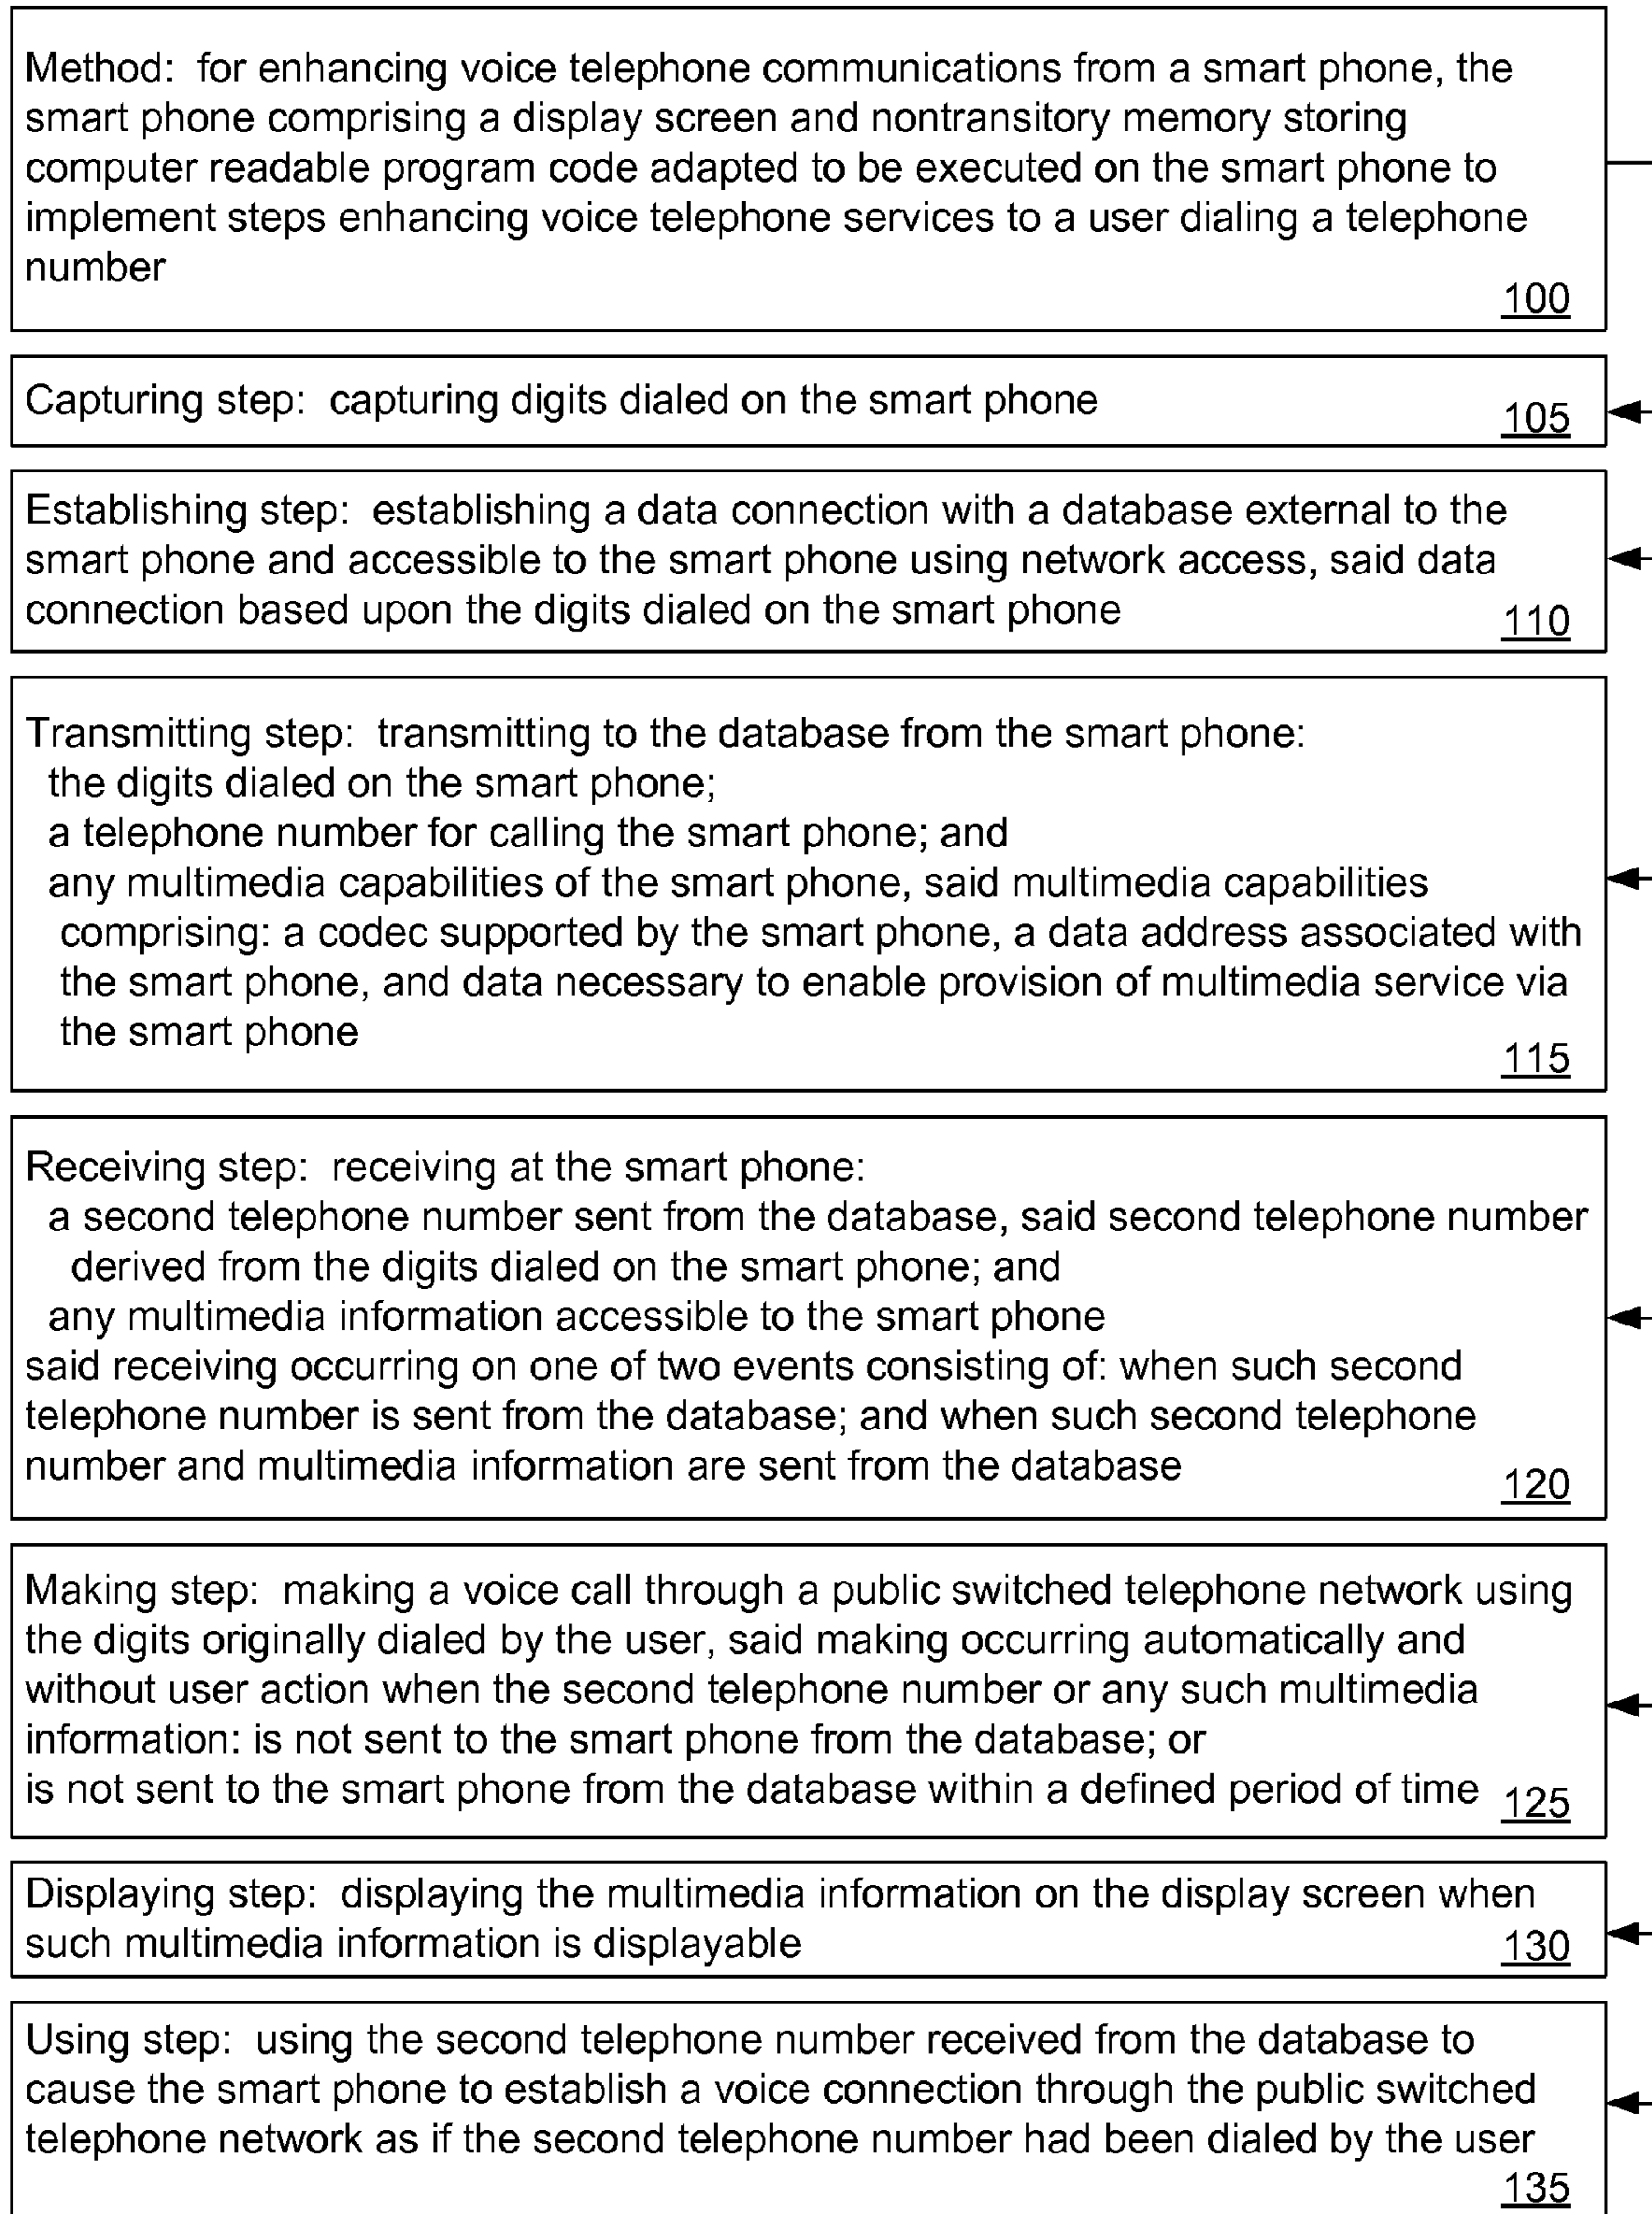 Method:  for enhancing voice telephone communications from a smart phone, the
smart phone comprising a display screen and nontransitory memory storing
computer readable program code adapted to be executed on the smart phone to
implement steps enhancing voice telephone services to a user dialing a telephone
number
100
Capturing step:  capturing digits dialed on the smart phone
105
Establishing step:  establishing a data connection with a database external to the
smart phone and accessible to the smart phone using network access, said data
connection based upon the digits dialed on the smart phone
110
Transmitting step:  transmitting to the database from the smart phone:
the digits dialed on the smart phone;
a telephone number for calling the smart phone; and
any multimedia capabilities of the smart phone, said multimedia capabilities
comprising: a codec supported by the smart phone, a data address associated with
the smart phone, and data necessary to enable provision of multimedia service via
the smart phone
115
Receiving step:  receiving at the smart phone:
a second telephone number sent from the database, said second telephone number
derived from the digits dialed on the smart phone; and
any multimedia information accessible to the smart phone
said receiving occurring on one of two events consisting of: when such second
telephone number is sent from the database; and when such second telephone
number and multimedia information are sent from the database
120
Making step:  making a voice call through a public switched telephone network using
the digits originally dialed by the user, said making occurring automatically and
without user action when the second telephone number or any such multimedia
information: is not sent to the smart phone from the database; or
is not sent to the smart phone from the database within a defined period of time
125
Displaying step:  displaying the multimedia information on the display screen when
such multimedia information is displayable
130
Using step:  using the second telephone number received from the database to
cause the smart phone to establish a voice connection through the public switched
telephone network as if the second telephone number had been dialed by the user
135